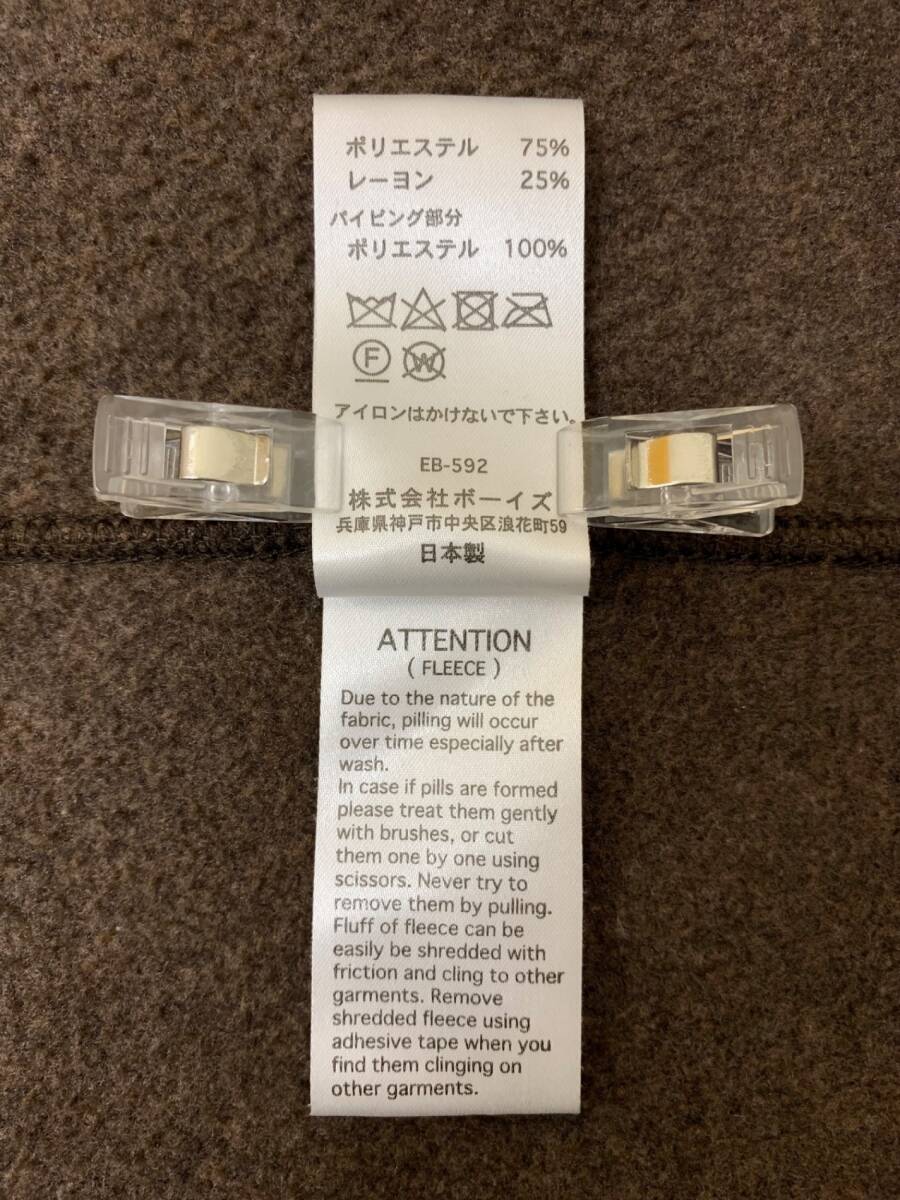 ポリエステル 75%
レーヨン 25%
パイピング部分
ポリエステル 100%
F W
アイロンはかけないで下さい。
EB-592
株式会社ボーイズ
兵庫県神戸市中央区浪花町59
日本製
ATTENTION
( FLEECE )
Due to the nature of the
fabric, pilling will occur
over time especially after
wash.
In case if pills are formed
please treat them gently
with brushes, or cut
them one by one using
scissors. Never try to
remove them by pulling.
Fluff of fleece can be
easily be shredded with
friction and cling to other
garments. Remove
shredded fleece using
adhesive tape when you
find them clinging on
other garments.